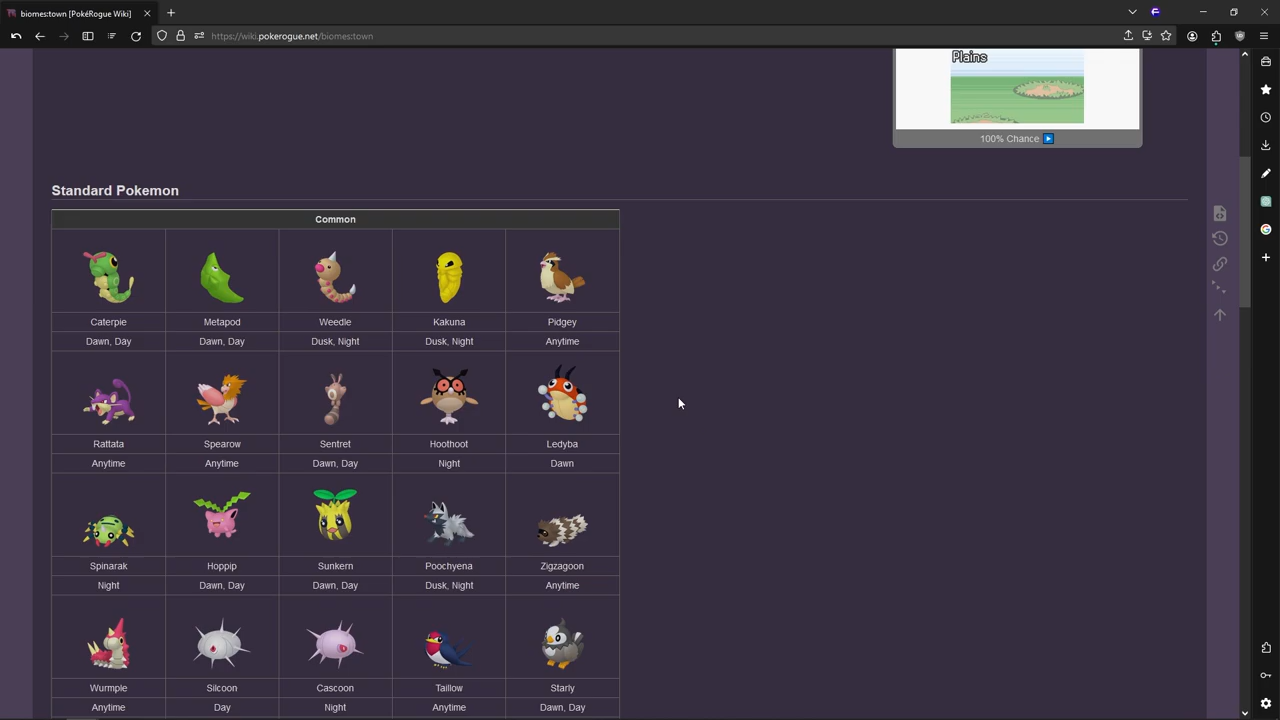 biomes:town [PokéRogue Wiki]
https://wiki.pokerogue.net/biomes:town
Plains
100% Chance
Standard Pokemon
Common
Caterpie Metapod Weedle Kakuna Pidgey
Dawn, Day Dawn, Day Dusk, Night Dusk, Night Anytime
Rattata Spearow Sentret Hoothoot Ledyba
Anytime Anytime Dawn, Day Night Dawn
Spinarak Hoppip Sunkern Poochyena Zigzagoon
Night Dawn, Day Dawn, Day Dusk, Night Anytime
Wurmple Silcoon Cascoon Taillow Starly
Anytime Day Night Anytime Dawn, Day